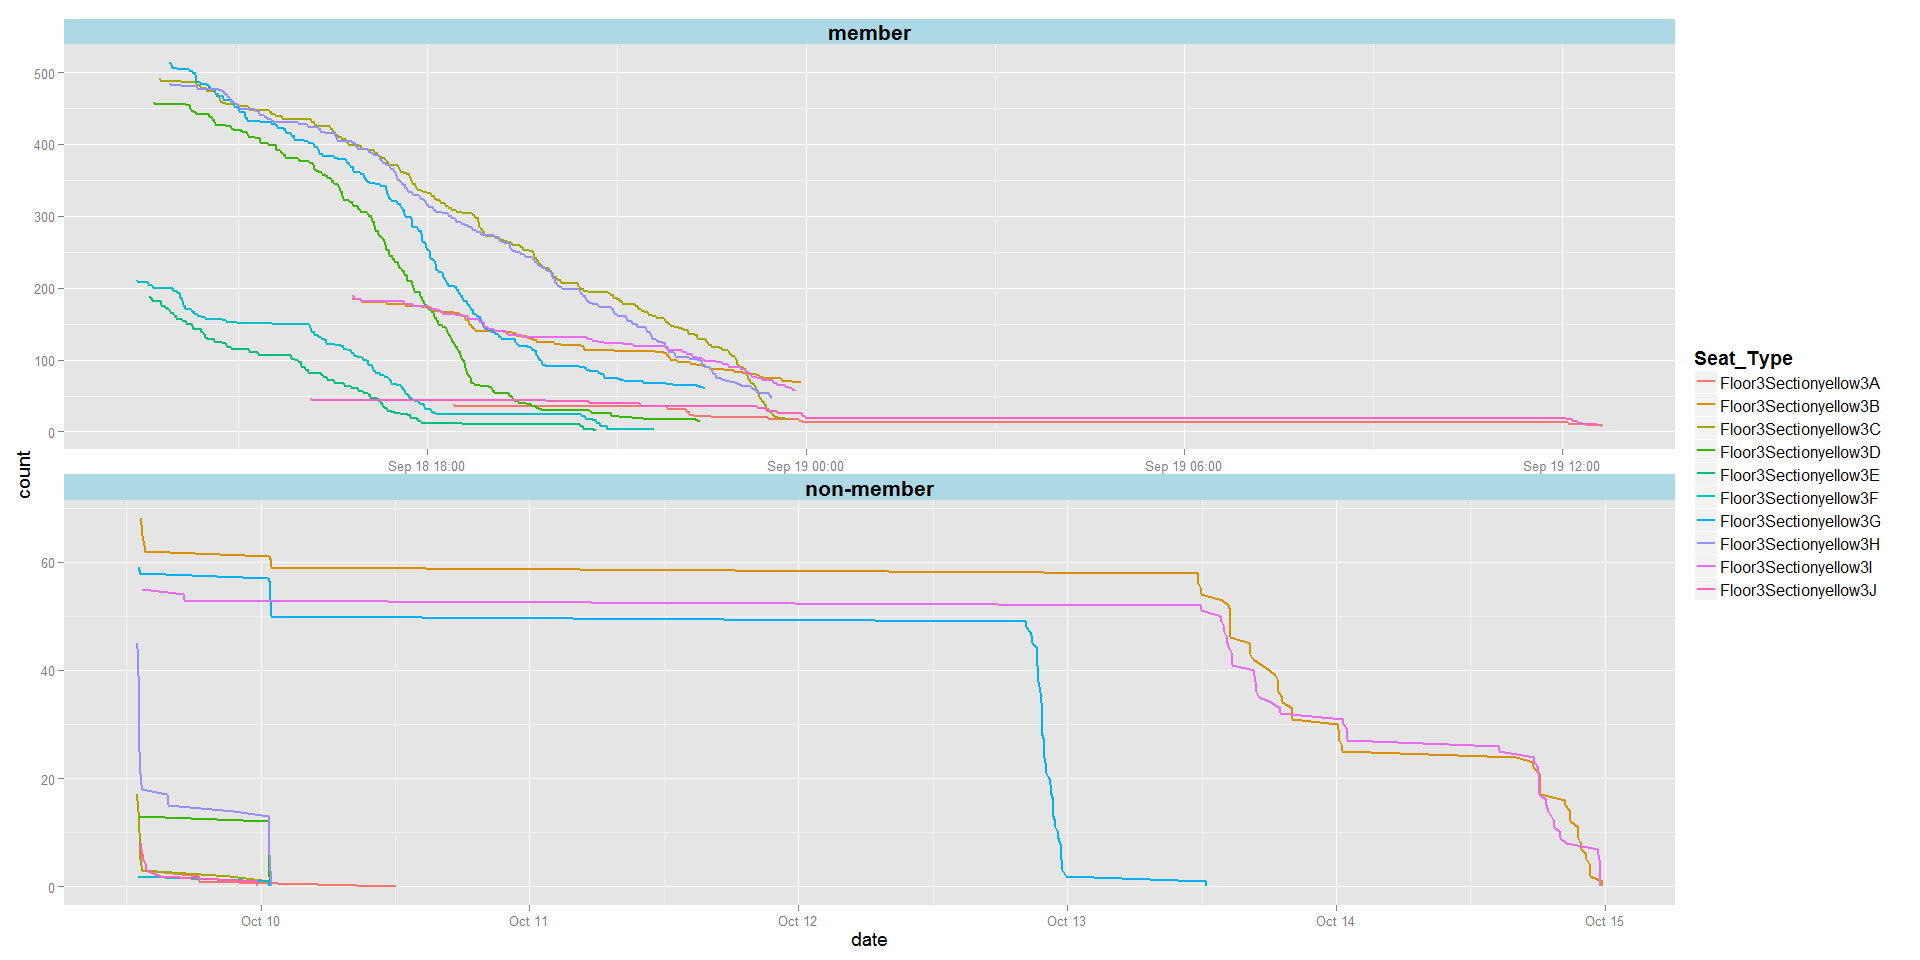 member
500
400
300
200
100
0
Sep 18 18:00
Sep 19 00:00
Sep 19 06:00
Sep 19 12:00
count
non-member
60
40
20
0
Oct 10
Oct 11
Oct 12
Oct 13
Oct 14
Oct 15
date
Seat_Type
Floor3Sectionyellow3A
Floor3Sectionyellow3B
Floor3Sectionyellow3C
Floor3Sectionyellow3D
Floor3Sectionyellow3E
Floor3Sectionyellow3F
Floor3Sectionyellow3G
Floor3Sectionyellow3H
Floor3Sectionyellow3I
Floor3Sectionyellow3J